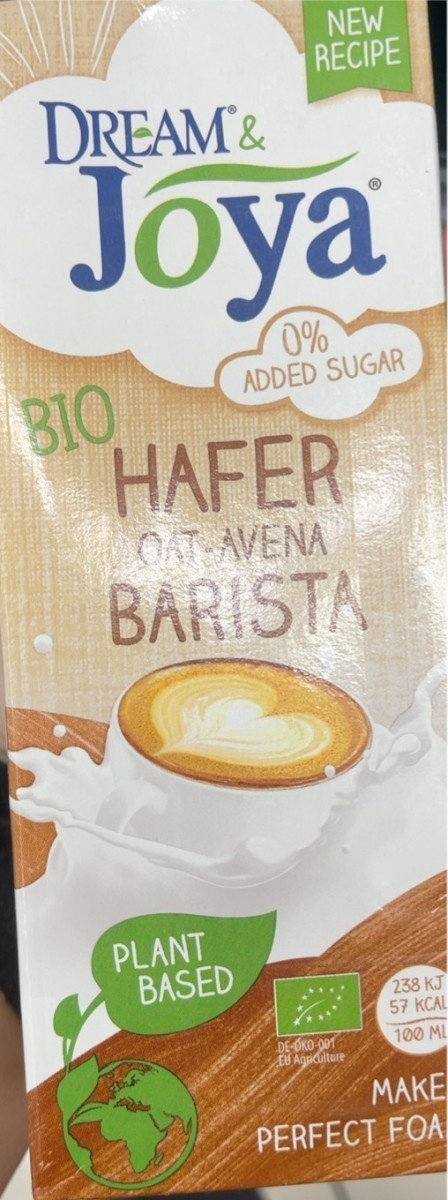 NEW
RECIPE
DREAM® &
Joya®
0%
ADDED SUGAR
BIO
HAFER
OAT-AVENA
BARISTA
PLANT
BASED
DE-ÖKO-001
EU Agriculture
238 KJ
57 KCAL
100 ML
MAKE
PERFECT FOA